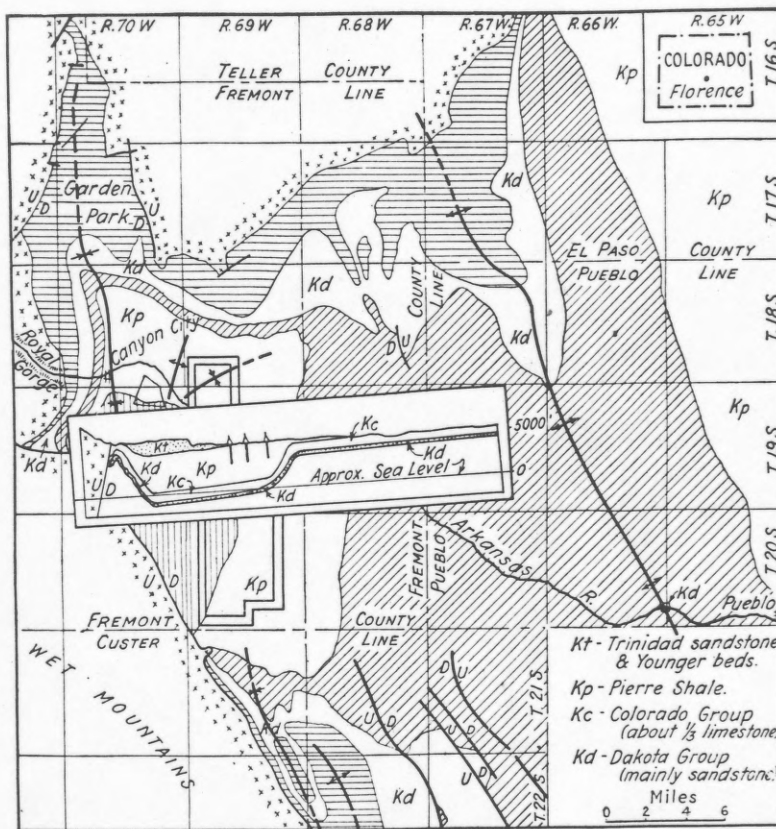 R.70 W
R.69 W
R.68 W
R.67 W
R.66 W.
R.65 W
TELLER COUNTY
FREMONT LINE
Kp
COLORADO
Florence
T.16 S
Garden
Park
U
D
U
D
Kd
Kp
T.17 S
EL PASO COUNTY
PUEBLO LINE
Kd
Kd
COUNTY LINE
Kp
Canyon City
D
U
Kd
T.18 S
Royal
Gorge
Kd
Kp
T.19 S
Kt
Kc
5000
U
D
Kd
Kc
Kp
Kd
Kd
Approx. Sea Level
0
T.20 S
U
D
Kp
FREMONT
PUEBLO
Arkansas
R.
Kd
Pueblo
FREMONT COUNTY
CUSTER LINE
WET MOUNTAINS
Kd
U
D
D
U
U
D
U
D
Kd
T.21 S
T.22 S
Kt - Trinidad sandstone
& Younger beds.
Kp - Pierre Shale.
Kc - Colorado Group
(about 1/3 limestone)
Kd - Dakota Group
(mainly sandstone)
Miles
0 2 4 6